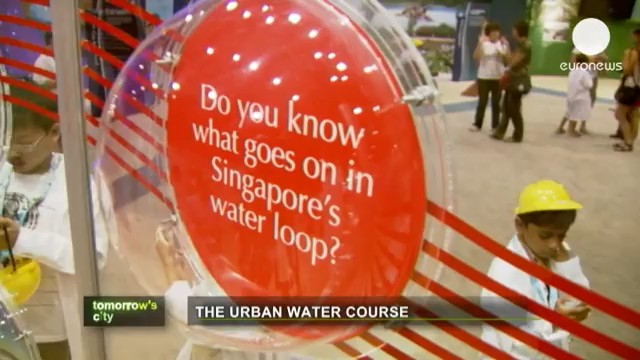 euronews
Do you know
what goes on in
Singapore's
water loop?
tomorrow's
city
THE URBAN WATER COURSE